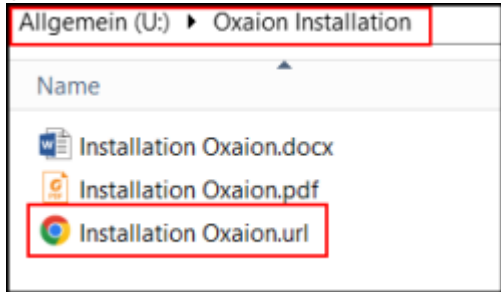 Allgemein (U:) ▸ Oxaion Installation
Name
Installation Oxaion.docx
Installation Oxaion.pdf
Installation Oxaion.url